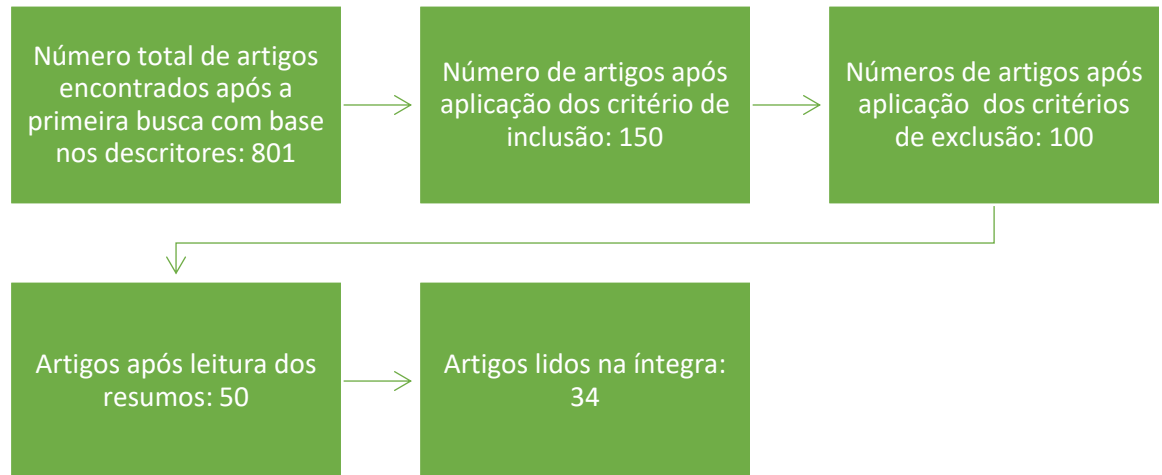 Número total de artigos
encontrados após a
primeira busca com base
nos descritores: 801
Número de artigos após
aplicação dos critério de
inclusão: 150
Números de artigos após
aplicação dos critérios
de exclusão: 100
Artigos após leitura dos
resumos: 50
Artigos lidos na íntegra:
34